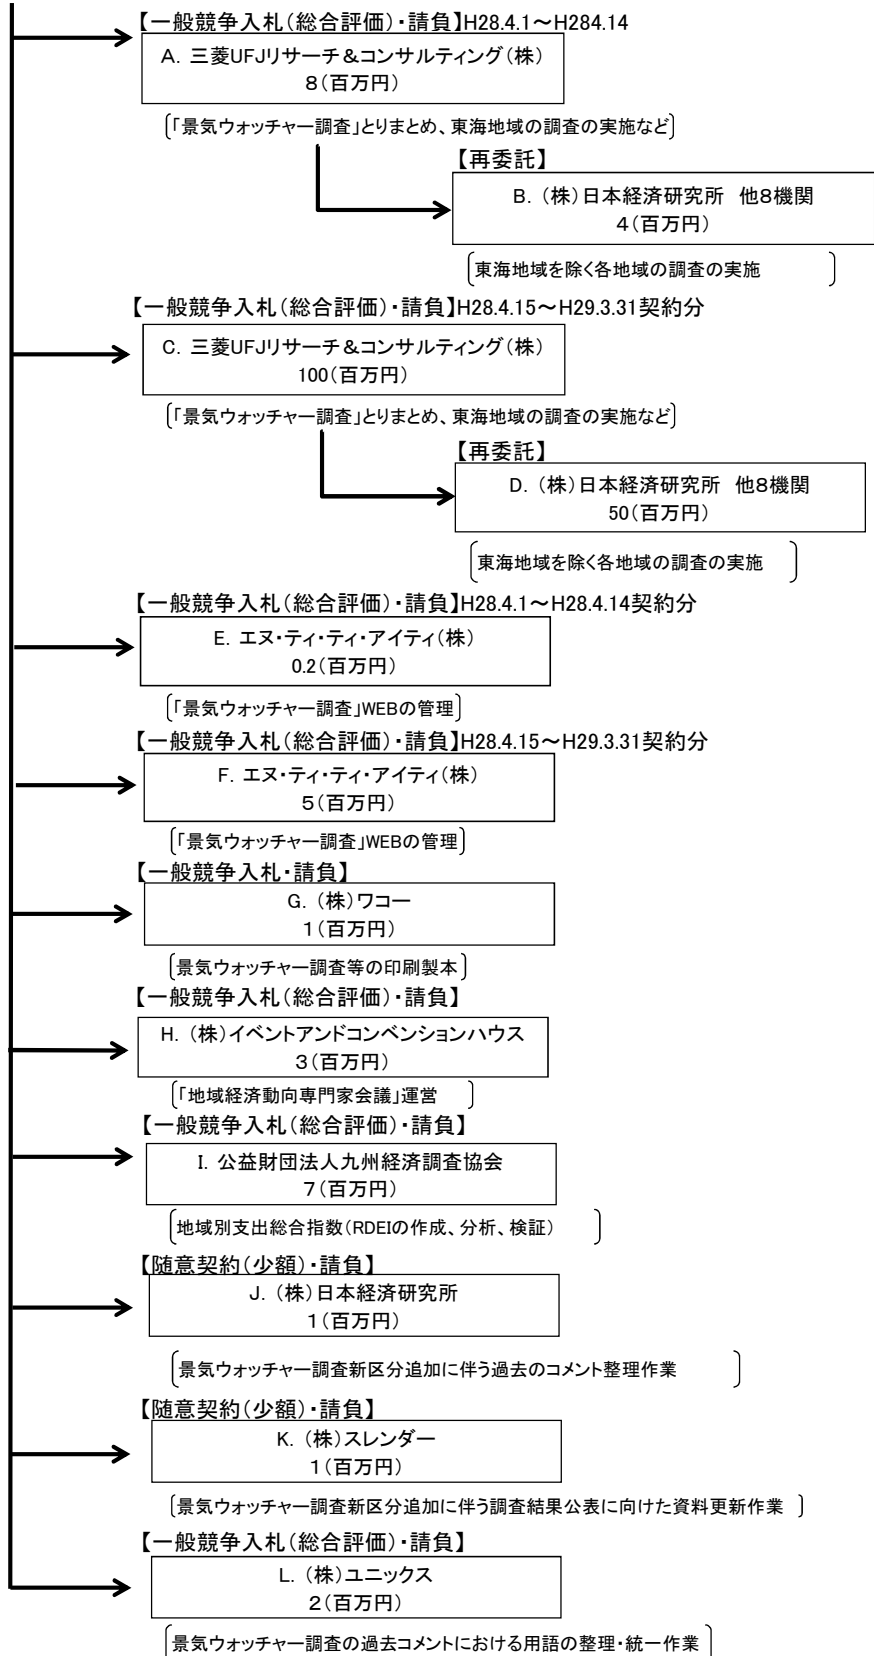 【一般競争入札(総合評価)・請負】H28.4.1～H284.14
A. 三菱UFJリサーチ＆コンサルティング(株)
8(百万円)
「景気ウォッチャー調査」とりまとめ、東海地域の調査の実施など
【再委託】
B. (株)日本経済研究所　他8機関
4(百万円)
東海地域を除く各地域の調査の実施
【一般競争入札(総合評価)・請負】H28.4.15～H29.3.31契約分
C. 三菱UFJリサーチ＆コンサルティング(株)
100(百万円)
「景気ウォッチャー調査」とりまとめ、東海地域の調査の実施など
【再委託】
D. (株)日本経済研究所　他8機関
50(百万円)
東海地域を除く各地域の調査の実施
【一般競争入札(総合評価)・請負】H28.4.1～H28.4.14契約分
E. エヌ・ティ・ティ・アイティ(株)
0.2(百万円)
「景気ウォッチャー調査」WEBの管理
【一般競争入札(総合評価)・請負】H28.4.15～H29.3.31契約分
F. エヌ・ティ・ティ・アイティ(株)
5(百万円)
「景気ウォッチャー調査」WEBの管理
【一般競争入札・請負】
G. (株)ワコー
1(百万円)
景気ウォッチャー調査等の印刷製本
【一般競争入札(総合評価)・請負】
H. (株)イベントアンドコンベンションハウス
3(百万円)
「地域経済動向専門家会議」運営
【一般競争入札(総合評価)・請負】
I. 公益財団法人九州経済調査協会
7(百万円)
地域別支出総合指数(RDEIの作成、分析、検証)
【随意契約(少額)・請負】
J. (株)日本経済研究所
1(百万円)
景気ウォッチャー調査新区分追加に伴う過去のコメント整理作業
【随意契約(少額)・請負】
K. (株)スレンダー
1(百万円)
景気ウォッチャー調査新区分追加に伴う調査結果公表に向けた資料更新作業
【一般競争入札(総合評価)・請負】
L. (株)ユニックス
2(百万円)
景気ウォッチャー調査の過去コメントにおける用語の整理・統一作業